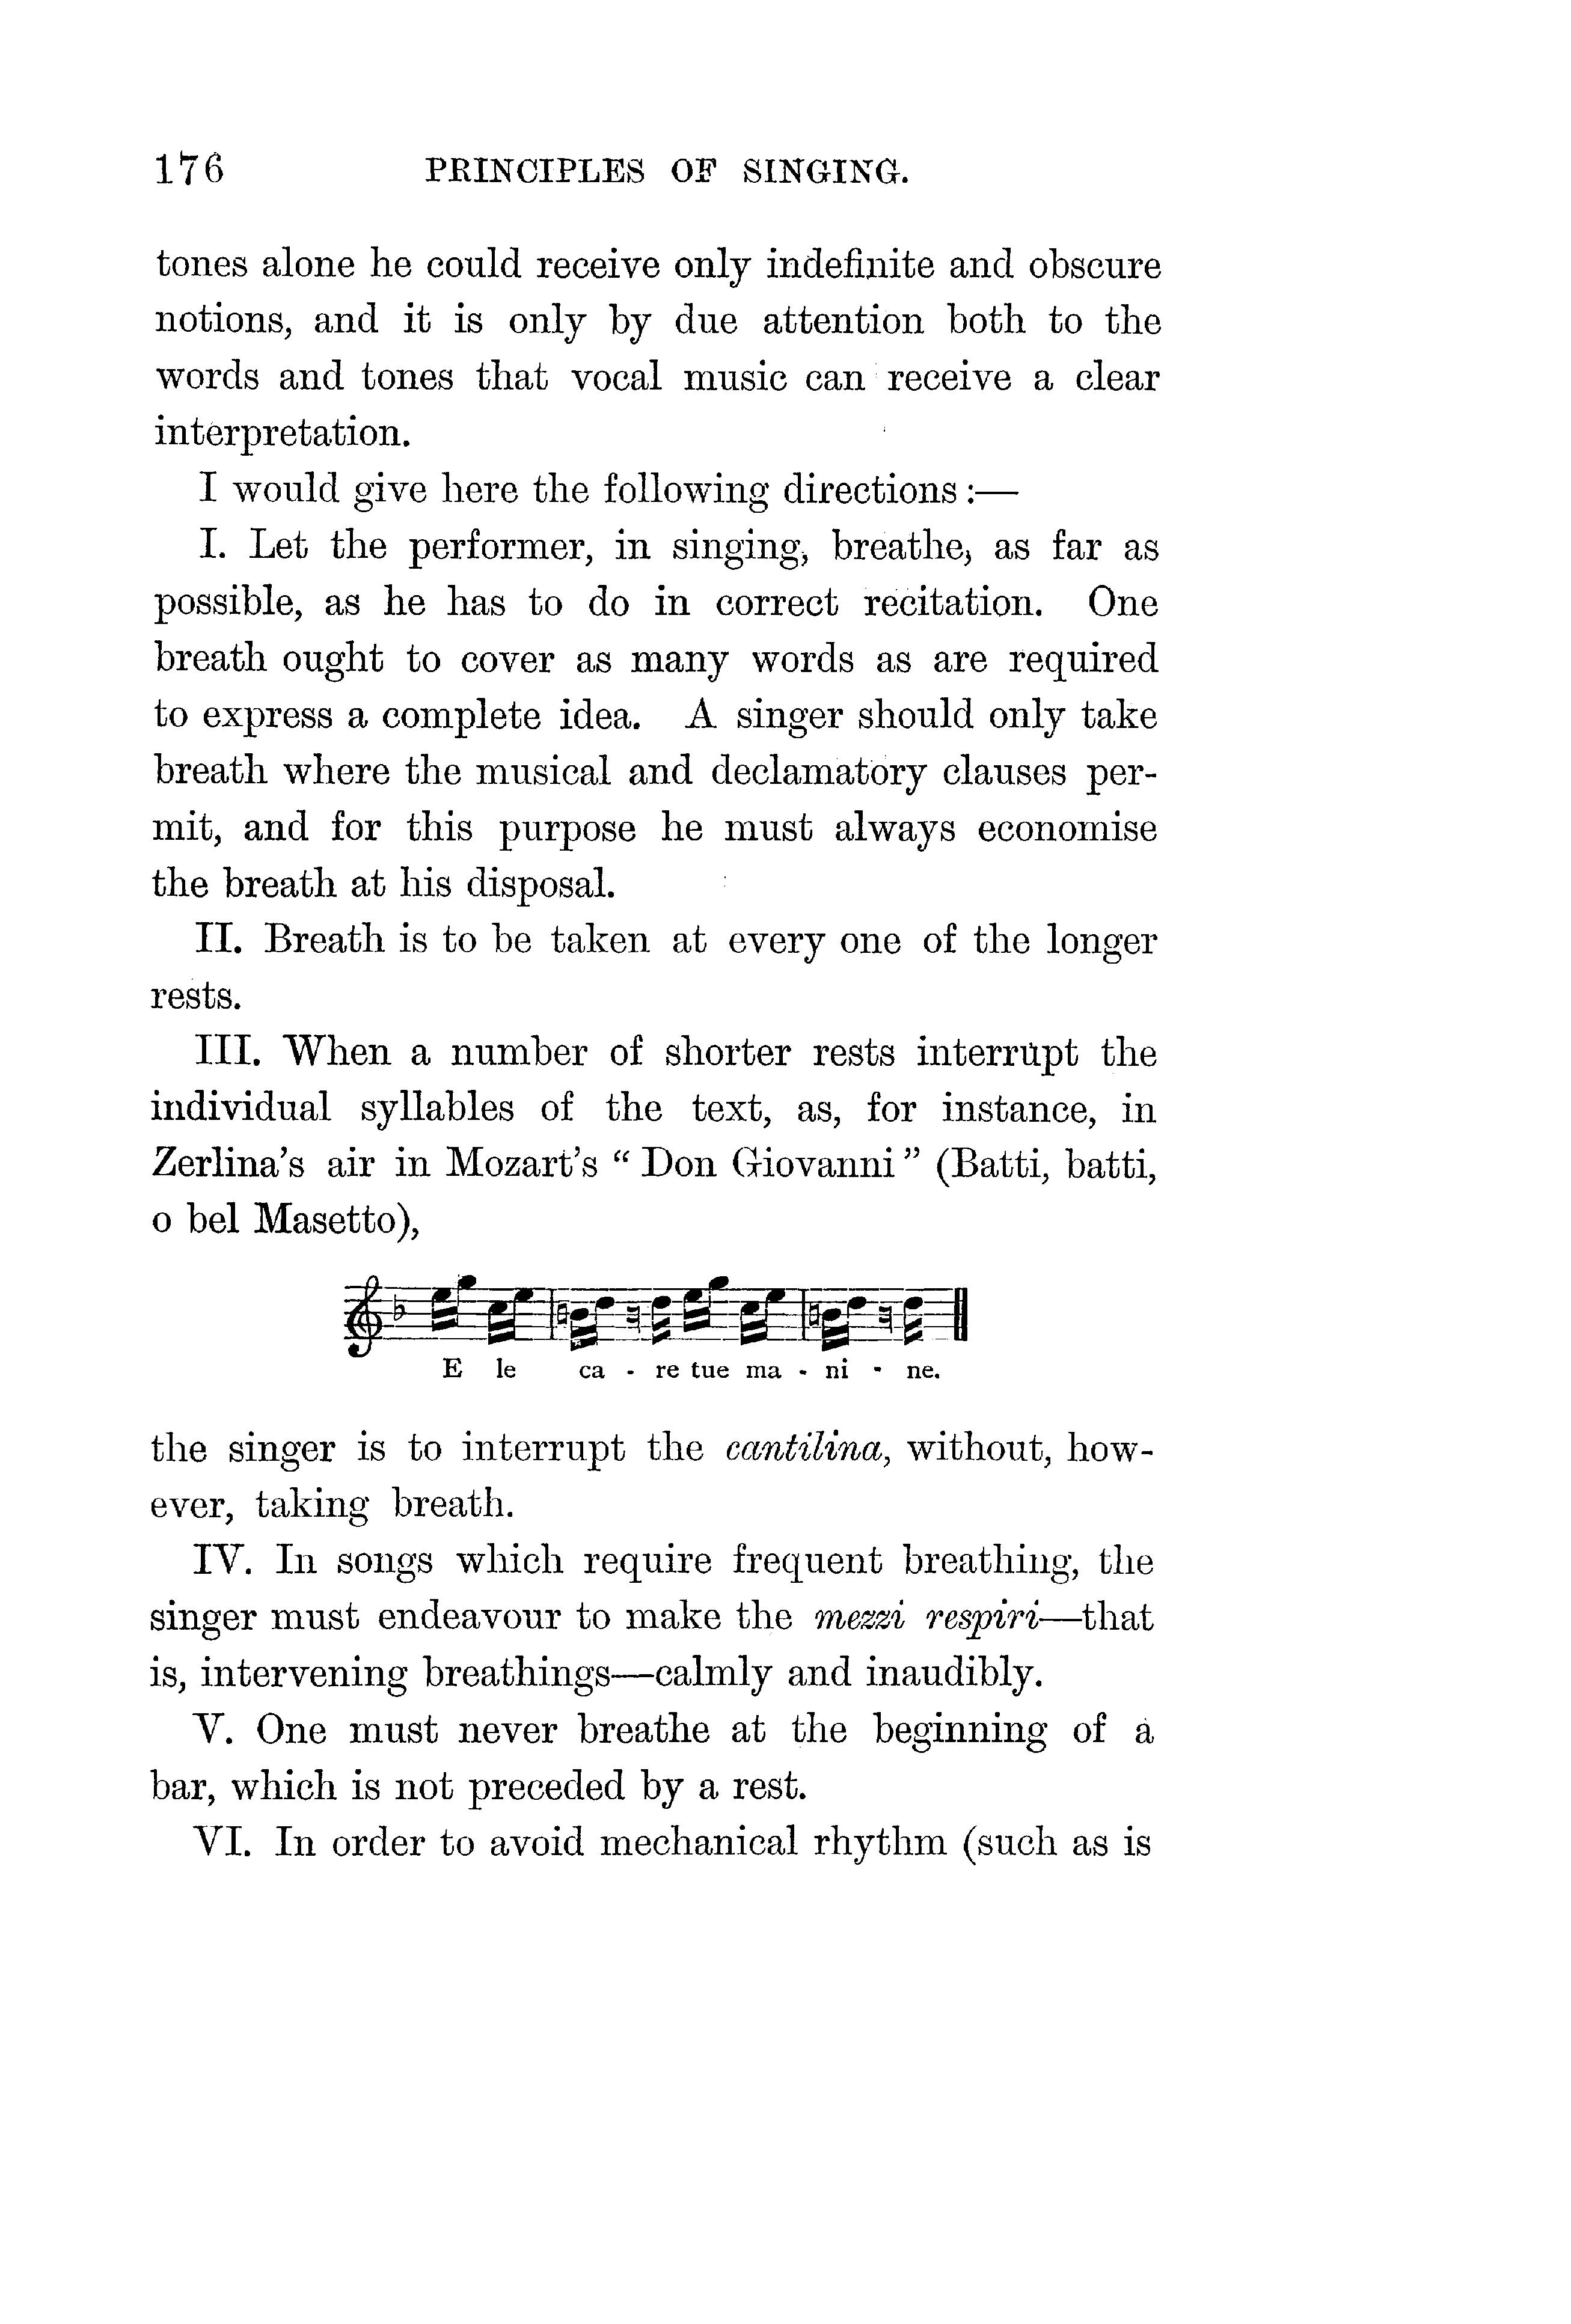 176 PRINCIPLES OF SINGING.
tones alone he could receive only indefinite and obscure
notions, and it is only by due attention both to the
words and tones that vocal music can receive a clear
interpretation.
I would give here the following directions :—
I. Let the performer, in singing, breathe, as far as
possible, as he has to do in correct recitation. One
breath ought to cover as many words as are required
to express a complete idea. A singer should only take
breath where the musical and declamatory clauses per-
mit, and for this purpose he must always economise
the breath at his disposal.
II. Breath is to be taken at every one of the longer
rests.
III. When a number of shorter rests interrupt the
individual syllables of the text, as, for instance, in
Zerlina's air in Mozart's “ Don Giovanni ” (Batti, batti,
o bel Masetto),
E le ca - re tue ma - ni - ne.
the singer is to interrupt the cantilina, without, how-
ever, taking breath.
IV. In songs which require frequent breathing, the
singer must endeavour to make the mezzi respiri—that
is, intervening breathings—calmly and inaudibly.
V. One must never breathe at the beginning of a
bar, which is not preceded by a rest.
VI. In order to avoid mechanical rhythm (such as is